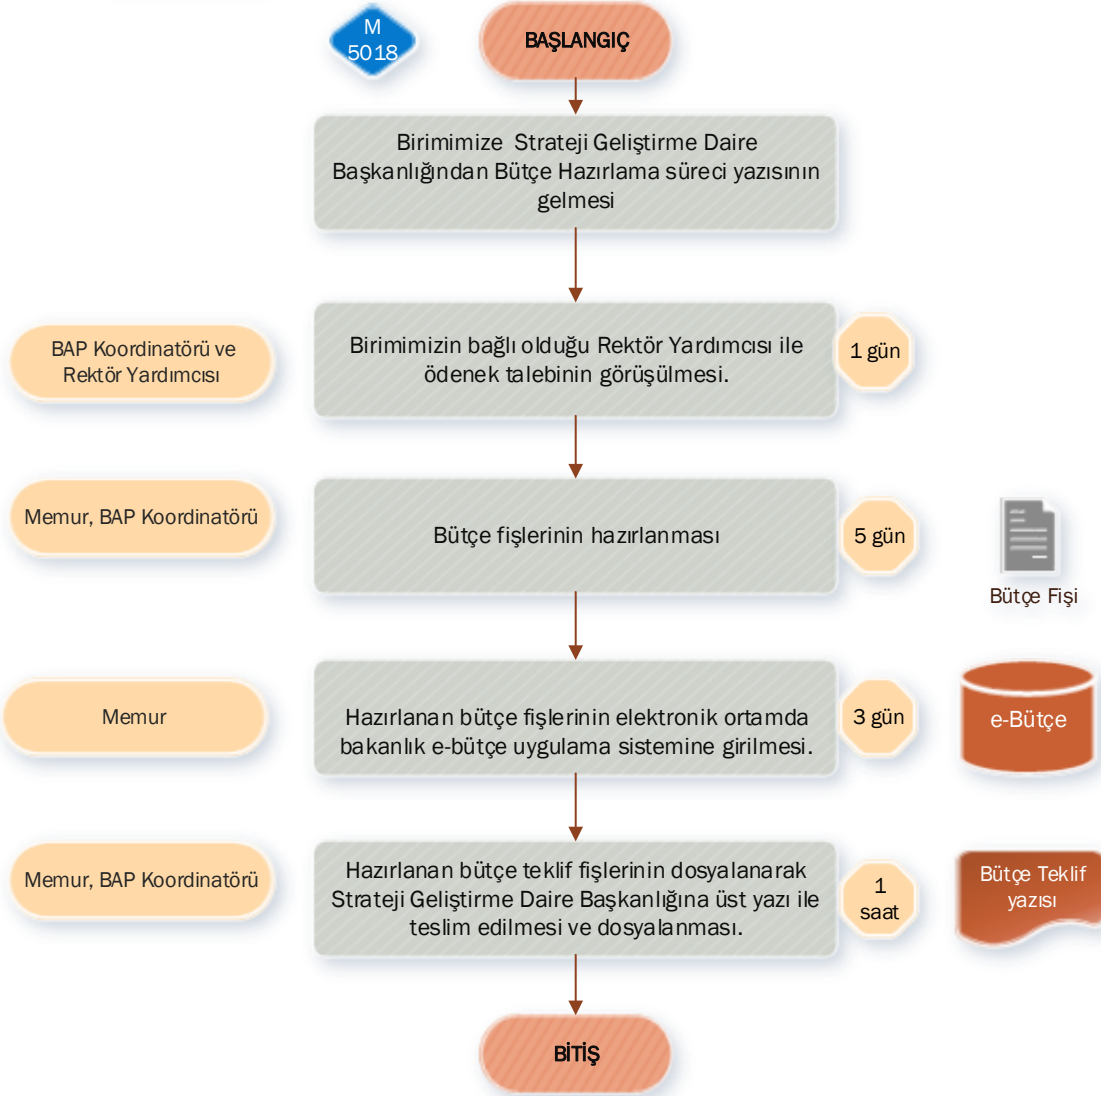 M
5018
BAŞLANGIÇ
Birimimize Strateji Geliştirme Daire
Başkanlığından Bütçe Hazırlama süreci yazısının
gelmesi
BAP Koordinatörü ve
Rektör Yardımcısı
Birimimizin bağlı olduğu Rektör Yardımcısı ile
ödenek talebinin görüşülmesi.
1 gün
Memur, BAP Koordinatörü
Bütçe fişlerinin hazırlanması
5 gün
Bütçe Fişi
Memur
Hazırlanan bütçe fişlerinin elektronik ortamda
bakanlık e-bütçe uygulama sistemine girilmesi.
3 gün
e-Bütçe
Memur, BAP Koordinatörü
Hazırlanan bütçe teklif fişlerinin dosyalanarak
Strateji Geliştirme Daire Başkanlığına üst yazı ile
teslim edilmesi ve dosyalanması.
1
saat
Bütçe Teklif
yazısı
BİTİŞ